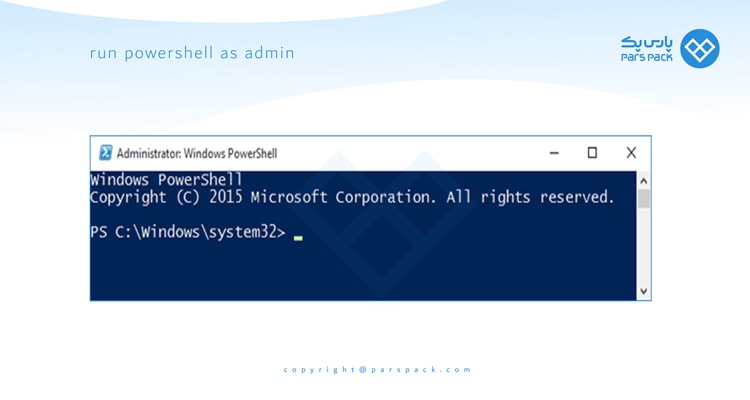 run powershell as admin
پارس پک
PARS PACK
Administrator: Windows PowerShell
Windows PowerShell
Copyright (C) 2015 Microsoft Corporation. All rights reserved.
PS C:\Windows\system32>
copyright@parspack.com